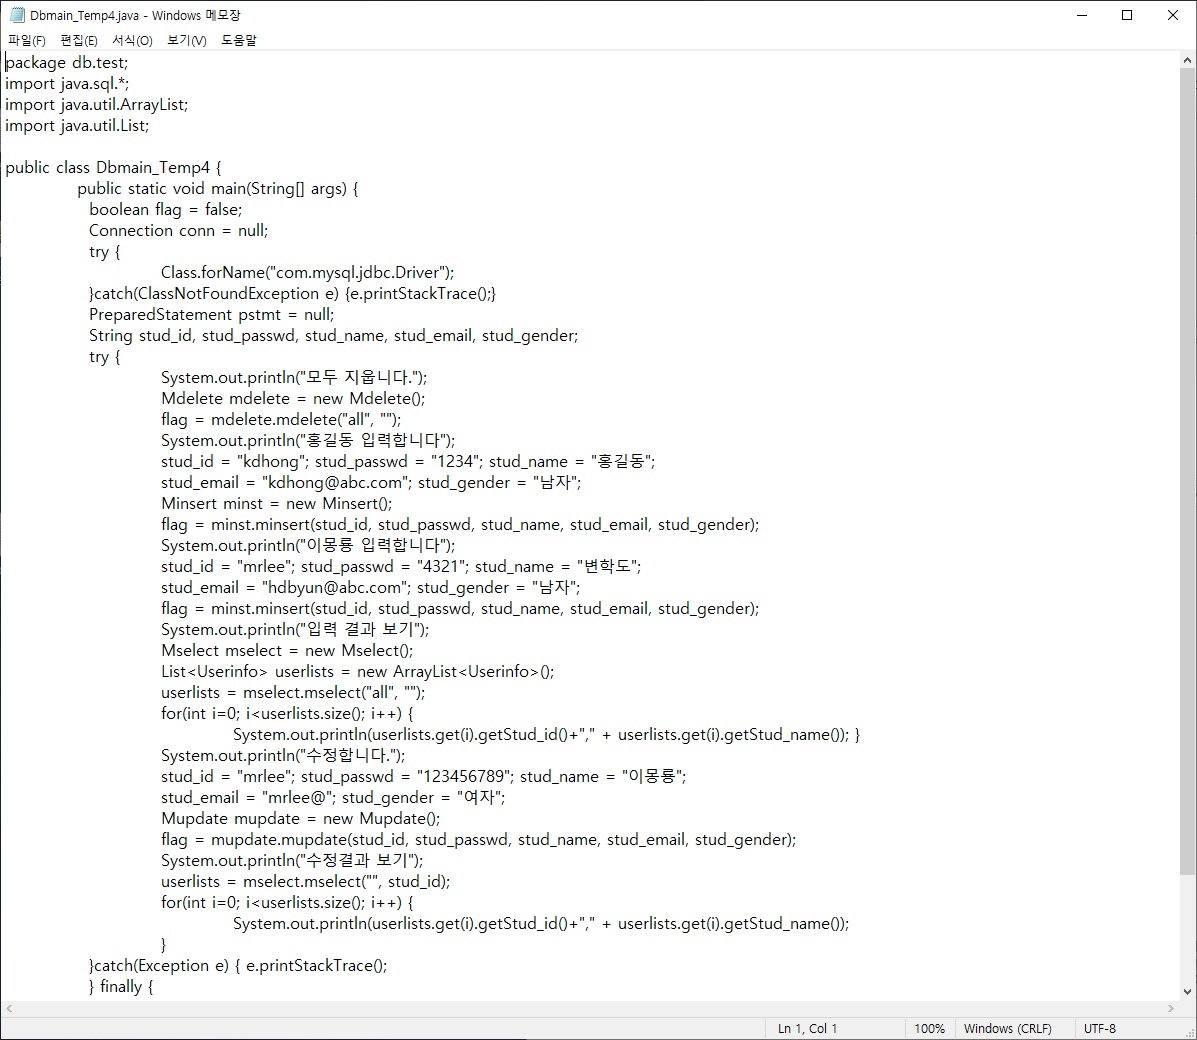 Dbmain_Temp4.java - Windows 메모장
파일(F) 편집(E) 서식(O) 보기(V) 도움말
package db.test;
import java.sql.*;
import java.util.ArrayList;
import java.util.List;
public class Dbmain_Temp4 {
public static void main(String[] args) {
boolean flag = false;
Connection conn = null;
try {
Class.forName("com.mysql.jdbc.Driver");
}catch(ClassNotFoundException e) {e.printStackTrace();}
PreparedStatement pstmt = null;
String stud_id, stud_passwd, stud_name, stud_email, stud_gender;
try {
System.out.println("모두 지웁니다.");
Mdelete mdelete = new Mdelete();
flag = mdelete.mdelete("all", "");
System.out.println("홍길동 입력합니다");
stud_id = "kdhong"; stud_passwd = "1234"; stud_name = "홍길동";
stud_email = "kdhong@abc.com"; stud_gender = "남자";
Minsert minst = new Minsert();
flag = minst.minsert(stud_id, stud_passwd, stud_name, stud_email, stud_gender);
System.out.println("이몽룡 입력합니다");
stud_id = "mrlee"; stud_passwd = "4321"; stud_name = "변학도";
stud_email = "hdbyun@abc.com"; stud_gender = "남자";
flag = minst.minsert(stud_id, stud_passwd, stud_name, stud_email, stud_gender);
System.out.println("입력 결과 보기");
Mselect mselect = new Mselect();
List<Userinfo> userlists = new ArrayList<Userinfo>();
userlists = mselect.mselect("all", "");
for(int i=0; i<userlists.size(); i++) {
System.out.println(userlists.get(i).getStud_id()+"," + userlists.get(i).getStud_name()); }
System.out.println("수정합니다.");
stud_id = "mrlee"; stud_passwd = "123456789"; stud_name = "이몽룡";
stud_email = "mrlee@"; stud_gender = "여자";
Mupdate mupdate = new Mupdate();
flag = mupdate.mupdate(stud_id, stud_passwd, stud_name, stud_email, stud_gender);
System.out.println("수정결과 보기");
userlists = mselect.mselect("", stud_id);
for(int i=0; i<userlists.size(); i++) {
System.out.println(userlists.get(i).getStud_id()+"," + userlists.get(i).getStud_name());
}
}catch(Exception e) { e.printStackTrace();
} finally {
Ln 1, Col 1 100% Windows (CRLF) UTF-8